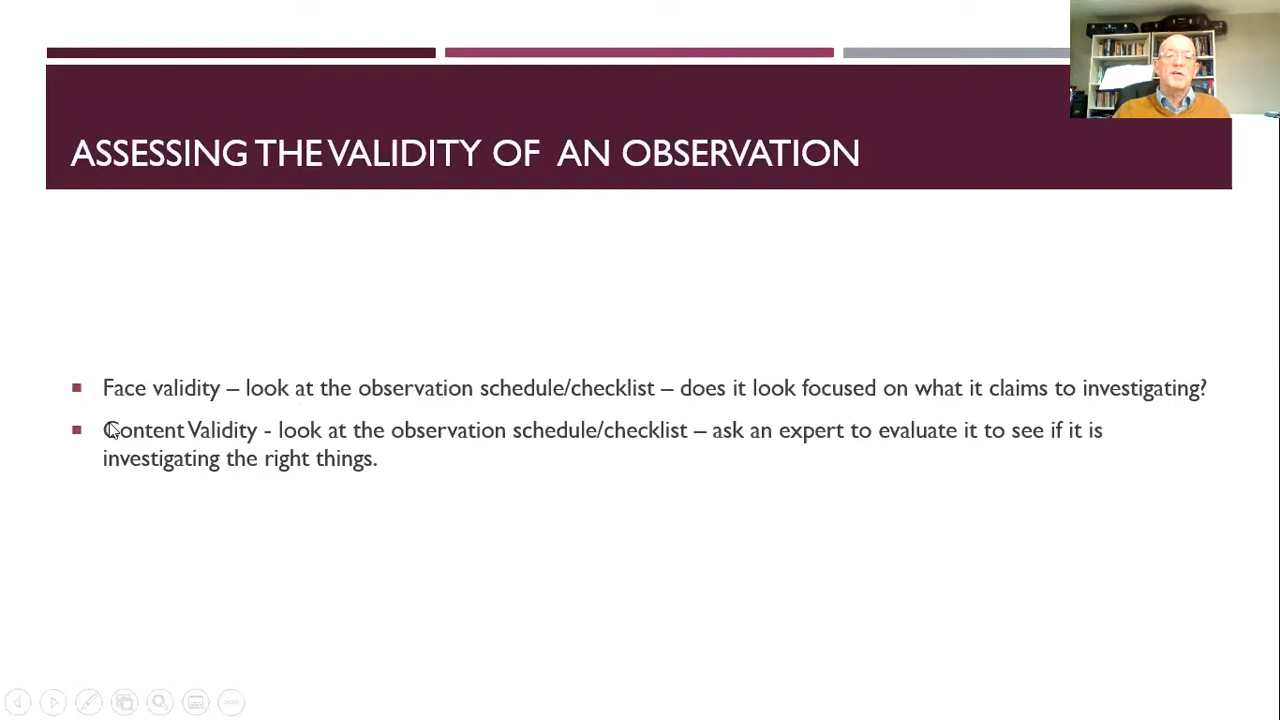 ASSESSING THE VALIDITY OF AN OBSERVATION
Face validity – look at the observation schedule/checklist – does it look focused on what it claims to investigating?
Content Validity - look at the observation schedule/checklist – ask an expert to evaluate it to see if it is
investigating the right things.